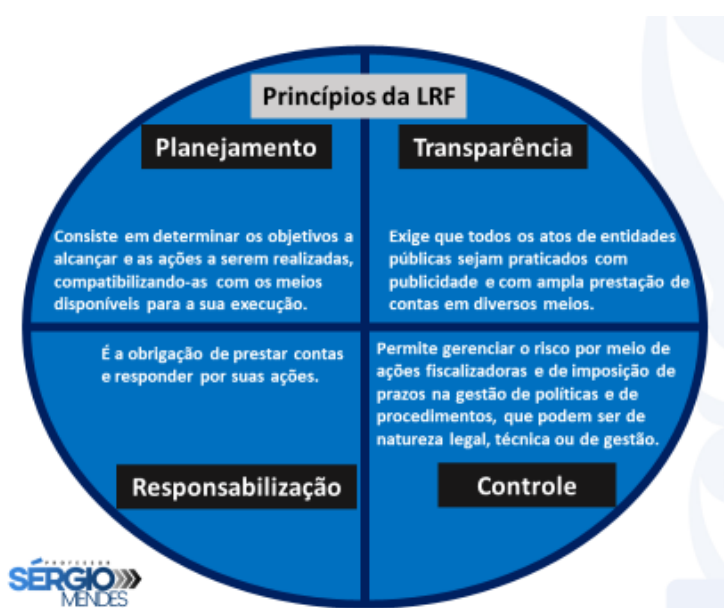 Princípios da LRF
Planejamento
Consiste em determinar os objetivos a
alcançar e as ações a serem realizadas,
compatibilizando-as com os meios
disponíveis para a sua execução.
Transparência
Exige que todos os atos de entidades
públicas sejam praticados com
publicidade e com ampla prestação de
contas em diversos meios.
É a obrigação de prestar contas
e responder por suas ações.
Responsabilização
Permite gerenciar o risco por meio de
ações fiscalizadoras e de imposição de
prazos na gestão de políticas e de
procedimentos, que podem ser de
natureza legal, técnica ou de gestão.
Controle
PROFESSOR
SÉRGIO
MENDES